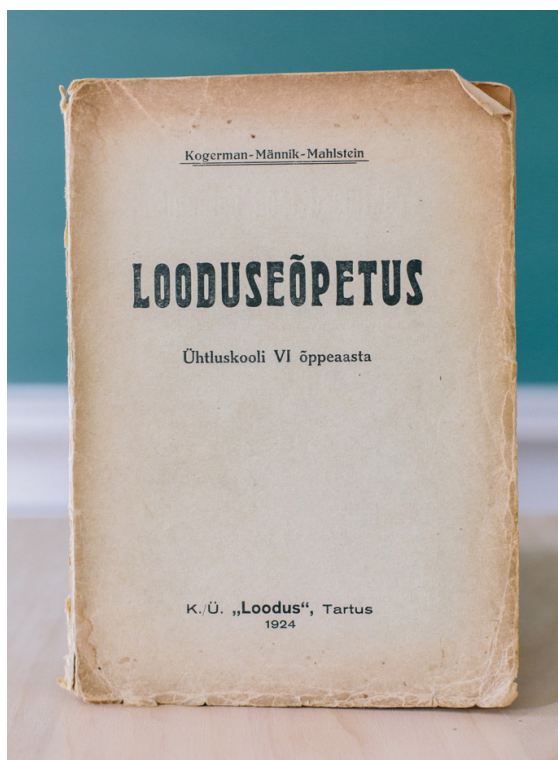 Kogerman-Männik-Mahlstein
LOODUSEÕPETUS
Ühtluskooli VI õppeaasta
K./Ü. „Loodus“, Tartus
1924